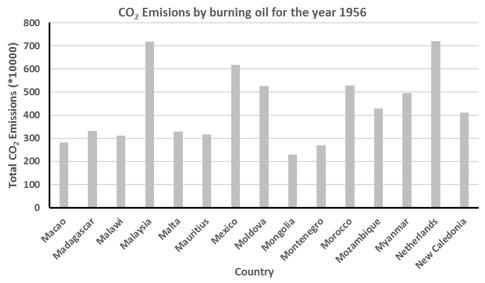 CO2 Emisions by burning oil for the year 1956
Total CO2 Emissions (*10000)
800
700
600
500
400
300
200
100
0
Macao
Madagascar
Malawi
Malaysia
Malta
Mauritius
Mexico
Moldova
Mongolia
Montenegro
Morocco
Mozambique
Myanmar
Netherlands
New Caledonia
Country